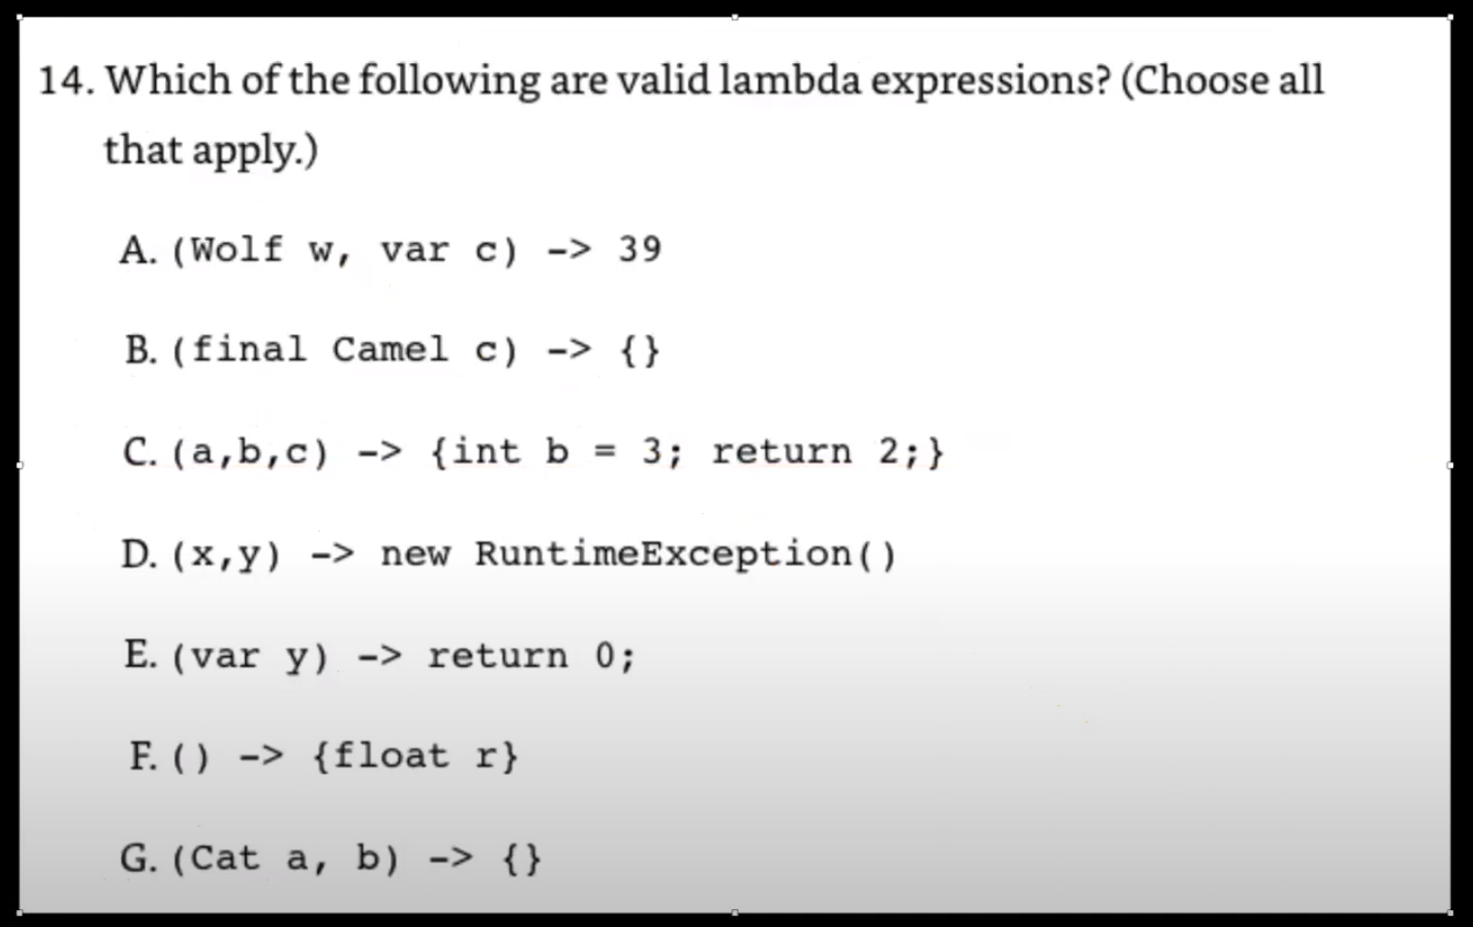 14. Which of the following are valid lambda expressions? (Choose all
that apply.)
A. (Wolf w, var c) -> 39
B. (final Camel c) -> {}
C. (a,b,c) -> {int b = 3; return 2;}
D. (x,y) -> new RuntimeException()
E. (var y) -> return 0;
F. () -> {float r}
G. (Cat a, b) -> {}